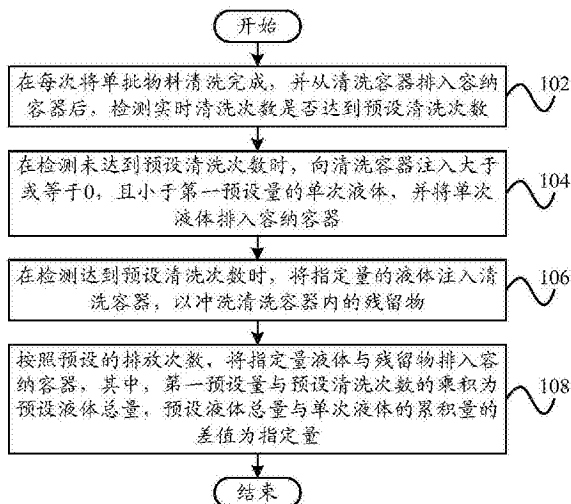 开始
在每次将单批物料清洗完成，并从清洗容器排入容纳
容器后，检测实时清洗次数是否达到预设清洗次数
102
在检测未达到预设清洗次数时，向清洗容器注入大于
或等于0，且小于第一预设量的单次液体，并将单次
液体排入容纳容器
104
在检测达到预设清洗次数时，将指定量的液体注入清
洗容器，以冲洗清洗容器内的残留物
106
按照预设的排放次数，将指定量液体与残留物排入容
纳容器，其中，第一预设量与预设清洗次数的乘积为
预设液体总量，预设液体总量与单次液体的累积量的
差值为指定量
108
结束